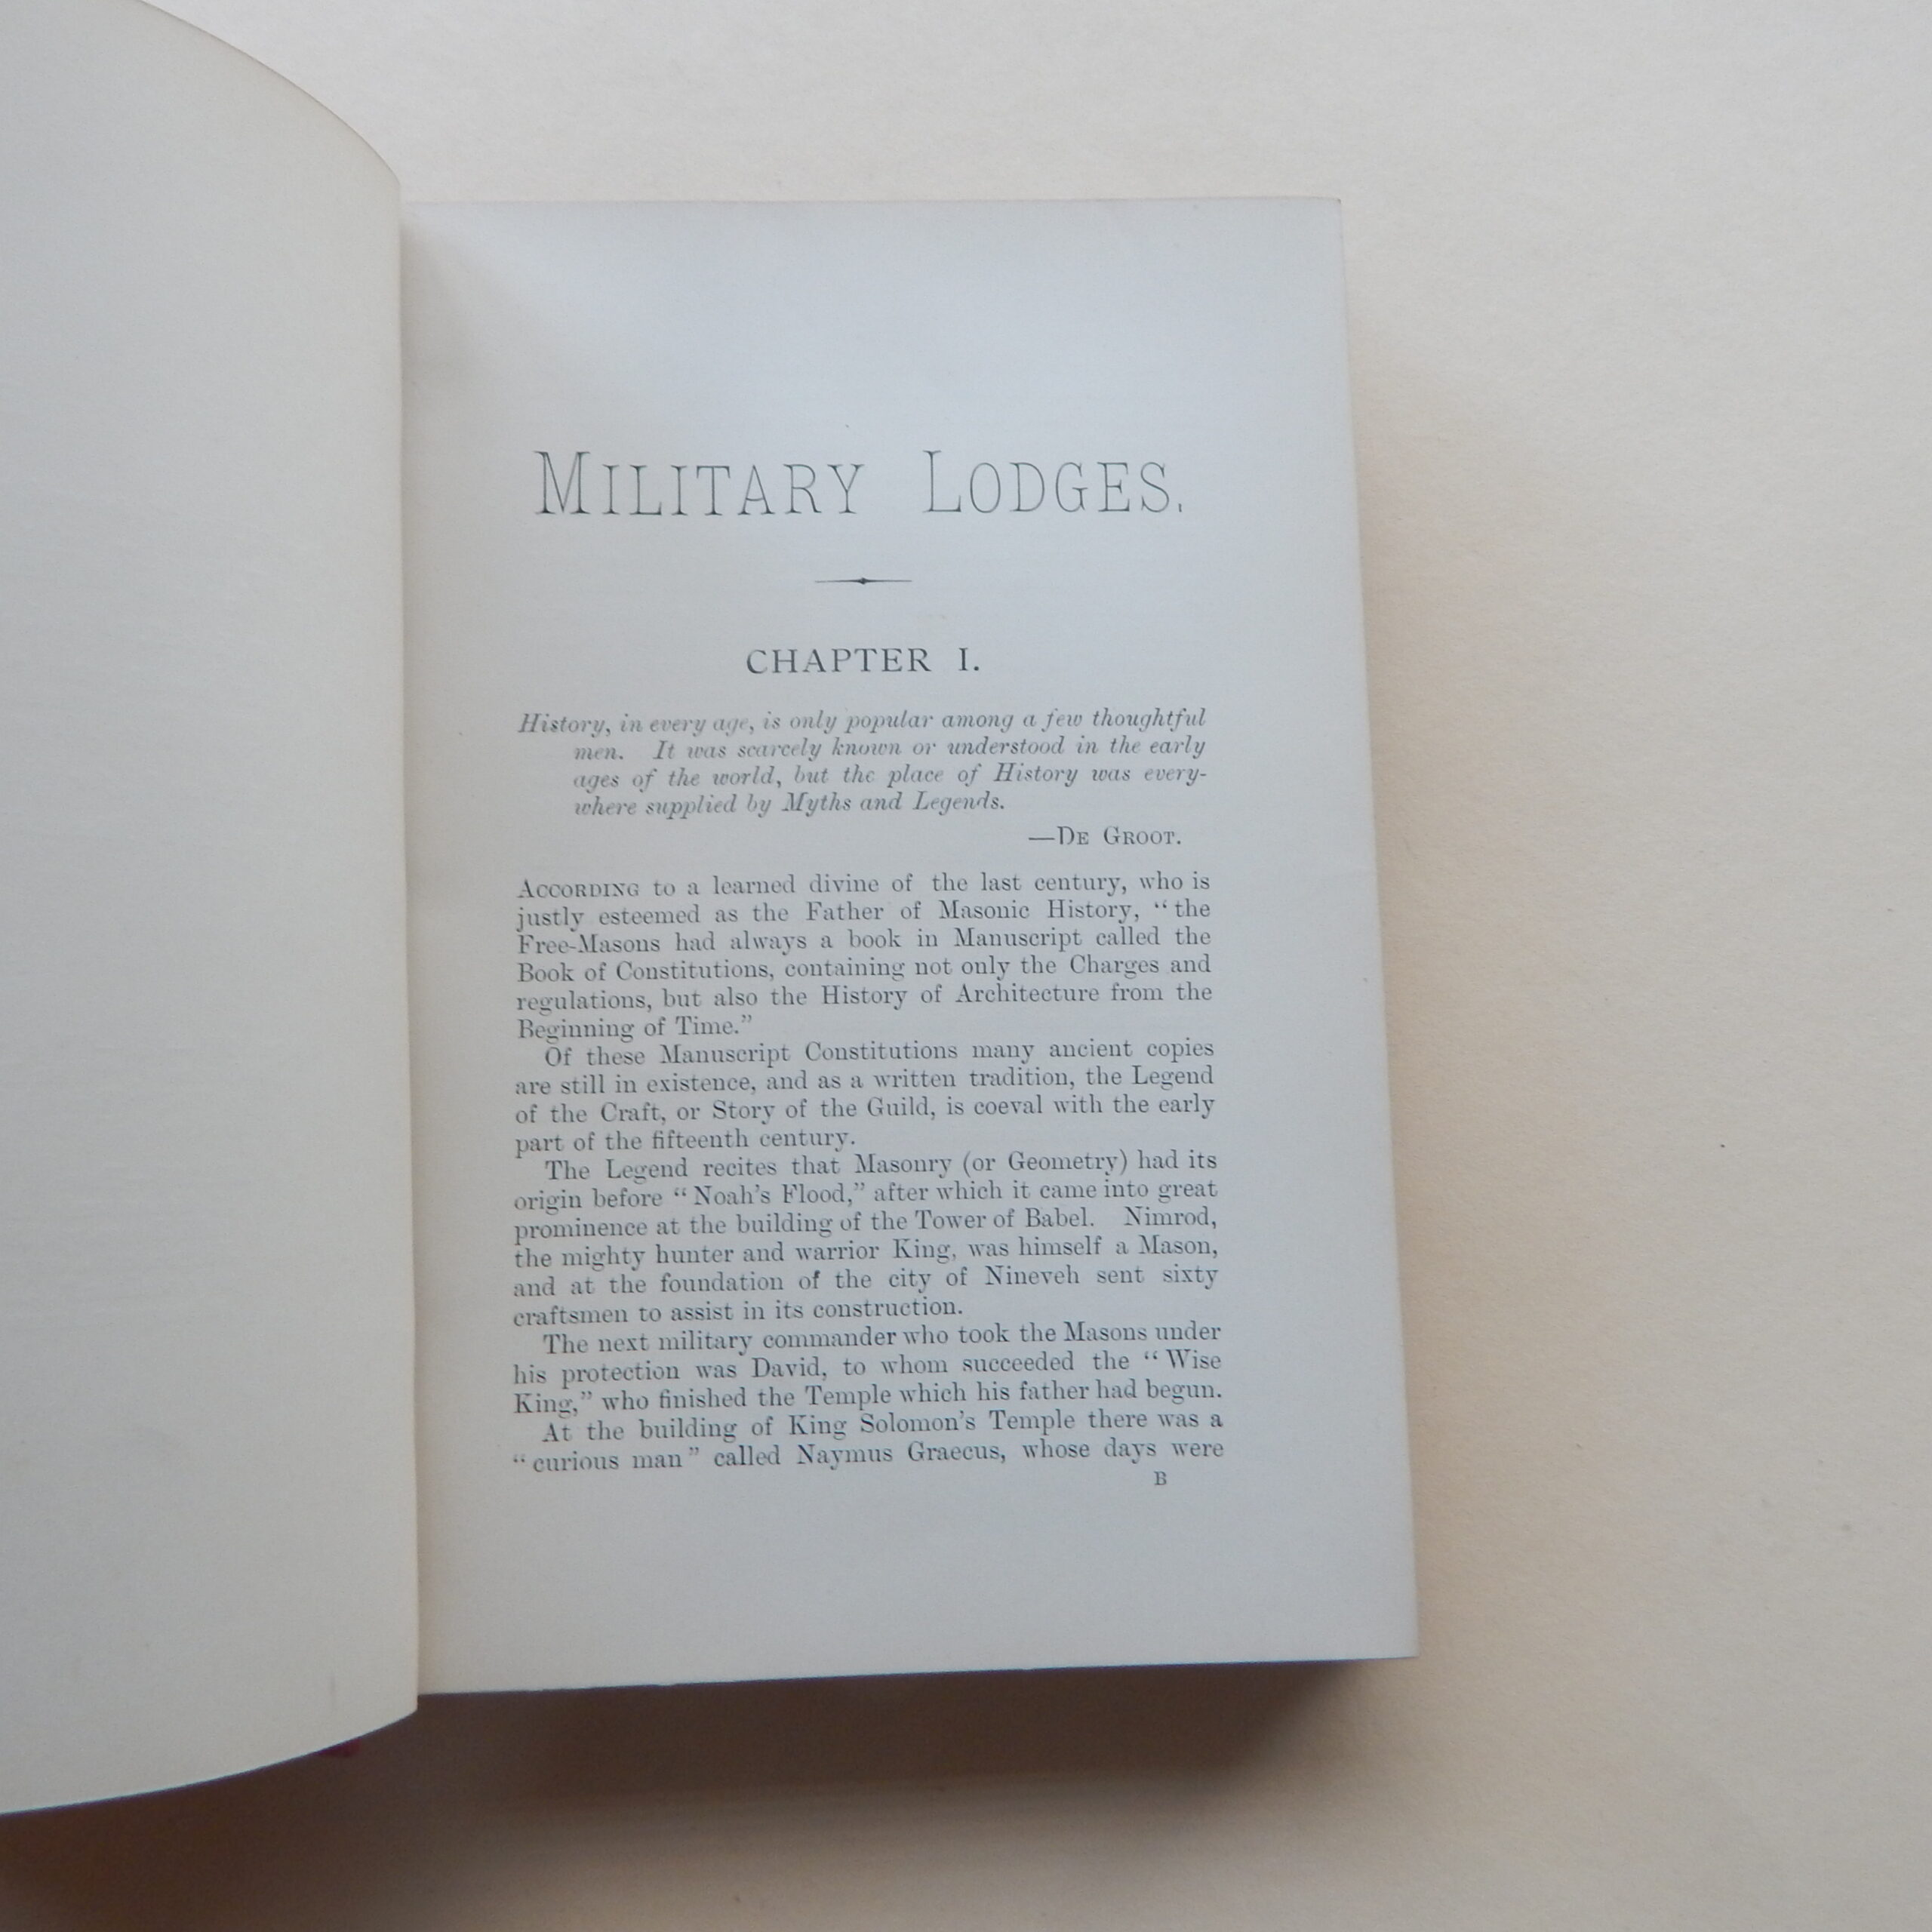 MILITARY LODGES.
CHAPTER I.
History, in every age, is only popular among a few thoughtful
men. It was scarcely known or understood in the early
ages of the world, but the place of History was every-
where supplied by Myths and Legends.
—DE GROOT.
ACCORDING to a learned divine of the last century, who is
justly esteemed as the Father of Masonic History, “the
Free-Masons had always a book in Manuscript called the
Book of Constitutions, containing not only the Charges and
regulations, but also the History of Architecture from the
Beginning of Time.”
Of these Manuscript Constitutions many ancient copies
are still in existence, and as a written tradition, the Legend
of the Craft, or Story of the Guild, is coeval with the early
part of the fifteenth century.
The Legend recites that Masonry (or Geometry) had its
origin before “Noah’s Flood,” after which it came into great
prominence at the building of the Tower of Babel. Nimrod,
the mighty hunter and warrior King, was himself a Mason,
and at the foundation of the city of Nineveh sent sixty
craftsmen to assist in its construction.
The next military commander who took the Masons under
his protection was David, to whom succeeded the “Wise
King,” who finished the Temple which his father had begun.
At the building of King Solomon’s Temple there was a
“curious man” called Naymus Graecus, whose days were
B